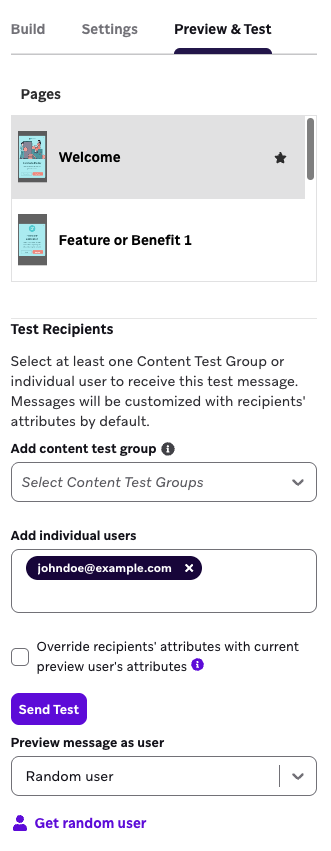 Build Settings Preview & Test
Pages
Welcome
Feature or Benefit 1
Test Recipients
Select at least one Content Test Group or
individual user to receive this test message.
Messages will be customized with recipients'
attributes by default.
Add content test group
Select Content Test Groups
Add individual users
johndoe@example.com
Override recipients' attributes with current
preview user's attributes
Send Test
Preview message as user
Random user
Get random user